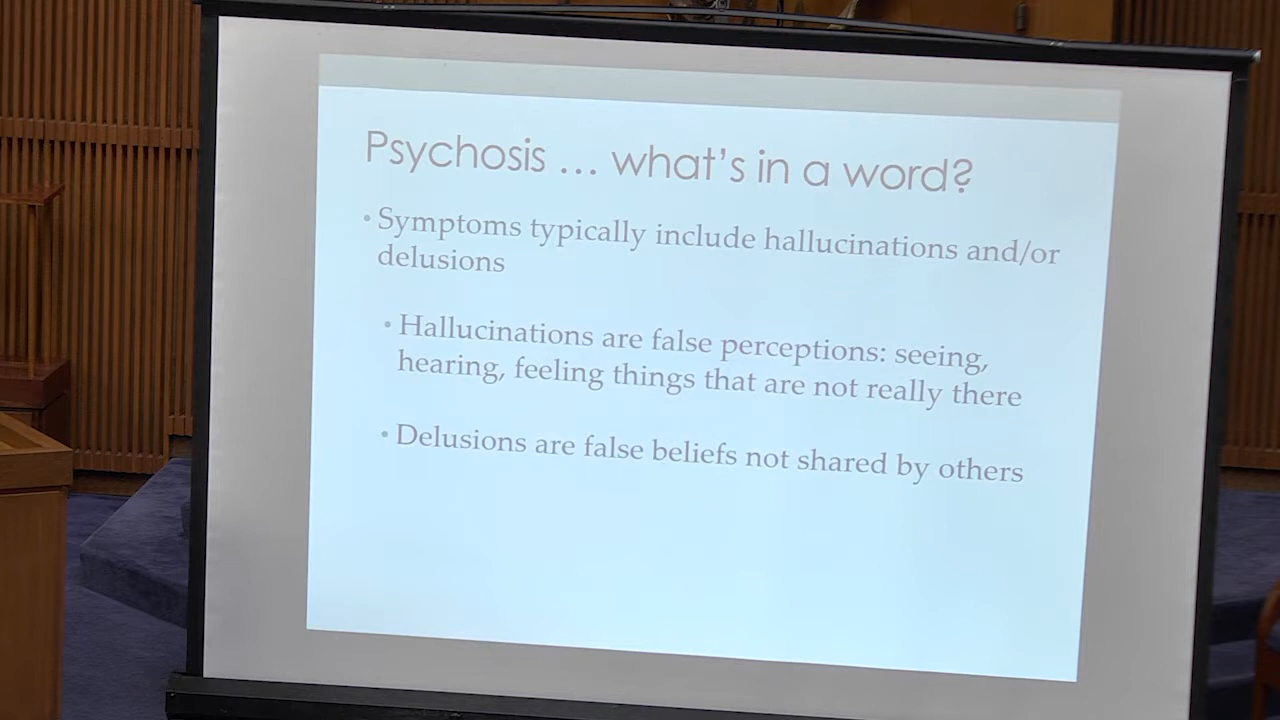 Psychosis ... what's in a word?
• Symptoms typically include hallucinations and/or
delusions
• Hallucinations are false perceptions: seeing,
hearing, feeling things that are not really there
• Delusions are false beliefs not shared by others